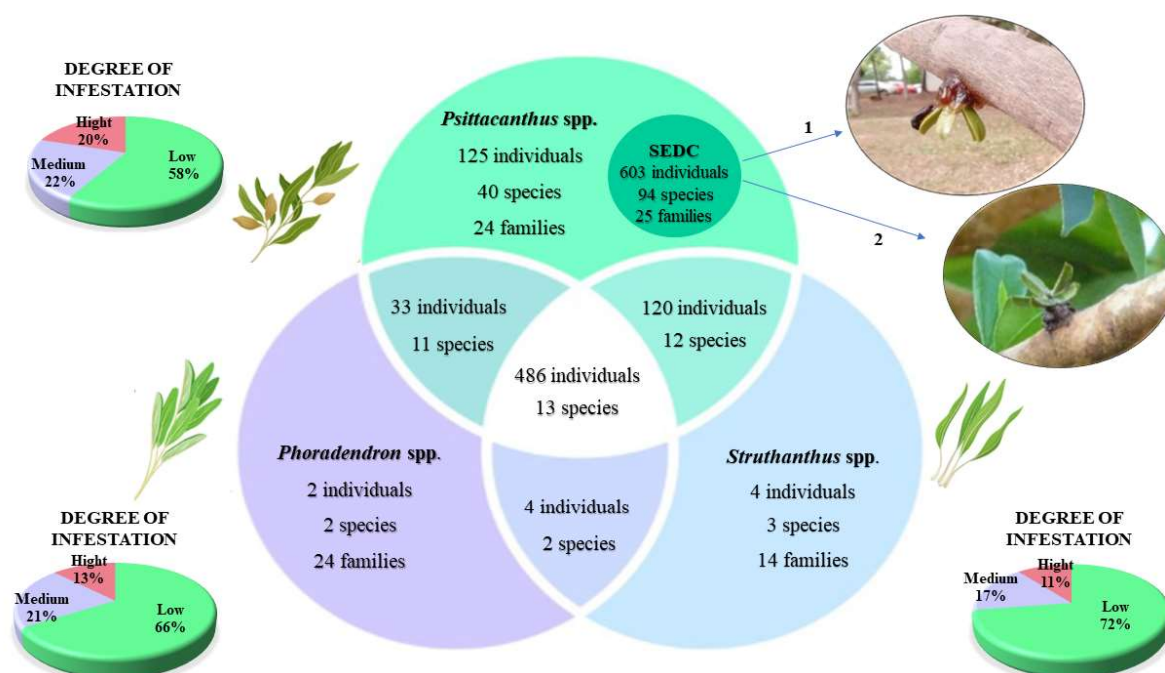 DEGREE OF
INFESTATION
Hight
20%
Medium
22%
Low
58%
Psittacanthus spp.
125 individuals
40 species
24 families
SEDC
603 individuals
94 species
25 families
1
2
33 individuals
11 species
120 individuals
12 species
486 individuals
13 species
Phoradendron spp.
2 individuals
2 species
24 families
4 individuals
2 species
Struthanthus spp.
4 individuals
3 species
14 families
DEGREE OF
INFESTATION
Hight
13%
Medium
21%
Low
66%
DEGREE OF
INFESTATION
Hight
11%
Medium
17%
Low
72%